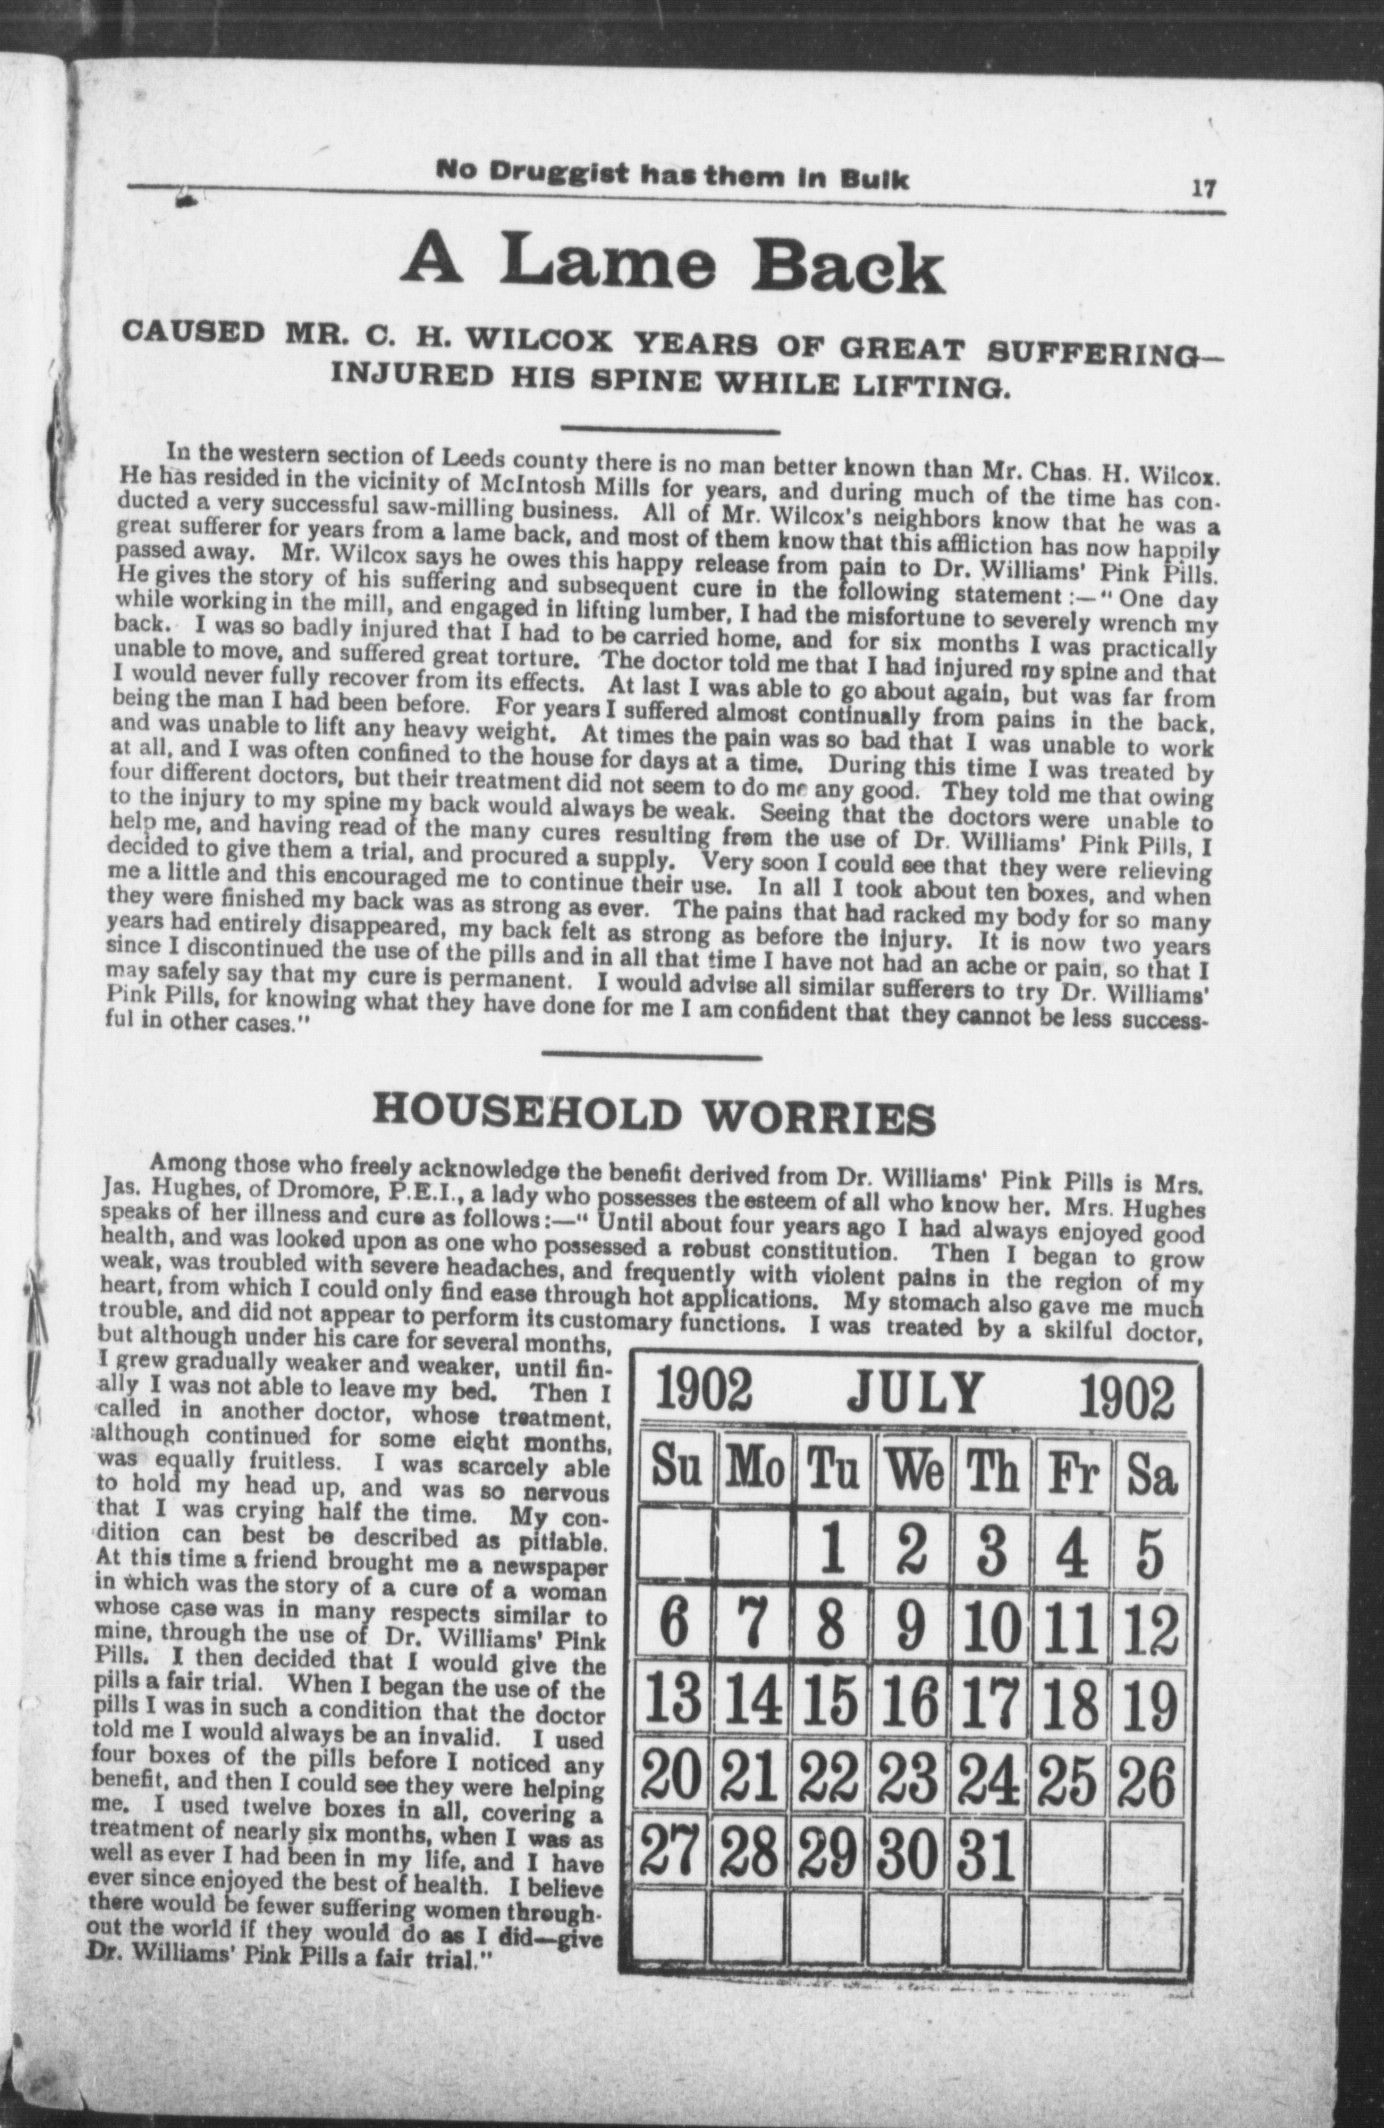 No Druggist has them in Bulk
17
A Lame Back
CAUSED MR. C. H. WILCOX YEARS OF GREAT SUFFERING—
INJURED HIS SPINE WHILE LIFTING.
In the western section of Leeds county there is no man better known than Mr. Chas. H. Wilcox.
He has resided in the vicinity of McIntosh Mills for years, and during much of the time has con-
ducted a very successful saw-milling business. All of Mr. Wilcox's neighbors know that he was a
great sufferer for years from a lame back, and most of them know that this affliction has now happily
passed away. Mr. Wilcox says he owes this happy release from pain to Dr. Williams' Pink Pills.
He gives the story of his suffering and subsequent cure in the following statement:—"One day
while working in the mill, and engaged in lifting lumber, I had the misfortune to severely wrench my
back. I was so badly injured that I had to be carried home, and for six months I was practically
unable to move, and suffered great torture. The doctor told me that I had injured my spine and that
I would never fully recover from its effects. At last I was able to go about again, but was far from
being the man I had been before. For years I suffered almost continually from pains in the back,
and was unable to lift any heavy weight. At times the pain was so bad that I was unable to work
at all, and I was often confined to the house for days at a time. During this time I was treated by
four different doctors, but their treatment did not seem to do me any good. They told me that owing
to the injury to my spine my back would always be weak. Seeing that the doctors were unable to
help me, and having read of the many cures resulting from the use of Dr. Williams' Pink Pills, I
decided to give them a trial, and procured a supply. Very soon I could see that they were relieving
me a little and this encouraged me to continue their use. In all I took about ten boxes, and when
they were finished my back was as strong as ever. The pains that had racked my body for so many
years had entirely disappeared, my back felt as strong as before the injury. It is now two years
since I discontinued the use of the pills and in all that time I have not had an ache or pain, so that I
may safely say that my cure is permanent. I would advise all similar sufferers to try Dr. Williams'
Pink Pills, for knowing what they have done for me I am confident that they cannot be less success-
ful in other cases."
HOUSEHOLD WORRIES
Among those who freely acknowledge the benefit derived from Dr. Williams' Pink Pills is Mrs.
Jas. Hughes, of Dromore, P.E.I., a lady who possesses the esteem of all who know her. Mrs. Hughes
speaks of her illness and cure as follows:—"Until about four years ago I had always enjoyed good
health, and was looked upon as one who possessed a robust constitution. Then I began to grow
weak, was troubled with severe headaches, and frequently with violent pains in the region of my
heart, from which I could only find ease through hot applications. My stomach also gave me much
trouble, and did not appear to perform its customary functions. I was treated by a skilful doctor,
but although under his care for several months,
I grew gradually weaker and weaker, until fin-
ally I was not able to leave my bed. Then I
called in another doctor, whose treatment,
although continued for some eight months,
was equally fruitless. I was scarcely able
to hold my head up, and was so nervous
that I was crying half the time. My con-
dition can best be described as pitiable.
At this time a friend brought me a newspaper
in which was the story of a cure of a woman
whose case was in many respects similar to
mine, through the use of Dr. Williams' Pink
Pills. I then decided that I would give the
pills a fair trial. When I began the use of the
pills I was in such a condition that the doctor
told me I would always be an invalid. I used
four boxes of the pills before I noticed any
benefit, and then I could see they were helping
me. I used twelve boxes in all, covering a
treatment of nearly six months, when I was as
well as ever I had been in my life, and I have
ever since enjoyed the best of health. I believe
there would be fewer suffering women through-
out the world if they would do as I did—give
Dr. Williams' Pink Pills a fair trial."
1902 JULY 1902
Su Mo Tu We Th Fr Sa
1 2 3 4 5
6 7 8 9 10 11 12
13 14 15 16 17 18 19
20 21 22 23 24 25 26
27 28 29 30 31